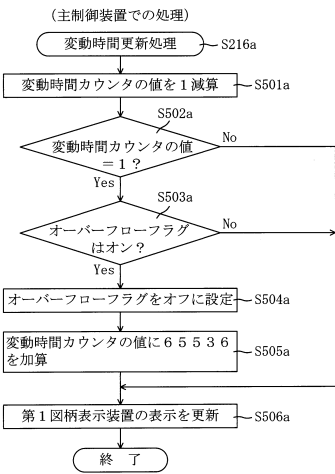 (主制御装置での処理)
変動時間更新処理
S216a
変動時間カウンタの値を１減算
S501a
S502a
変動時間カウンタの値
＝１？
No
Yes
S503a
オーバーフローフラグ
はオン？
No
Yes
オーバーフローフラグをオフに設定
S504a
変動時間カウンタの値に６５５３６
を加算
S505a
第１図柄表示装置の表示を更新
S506a
終 了